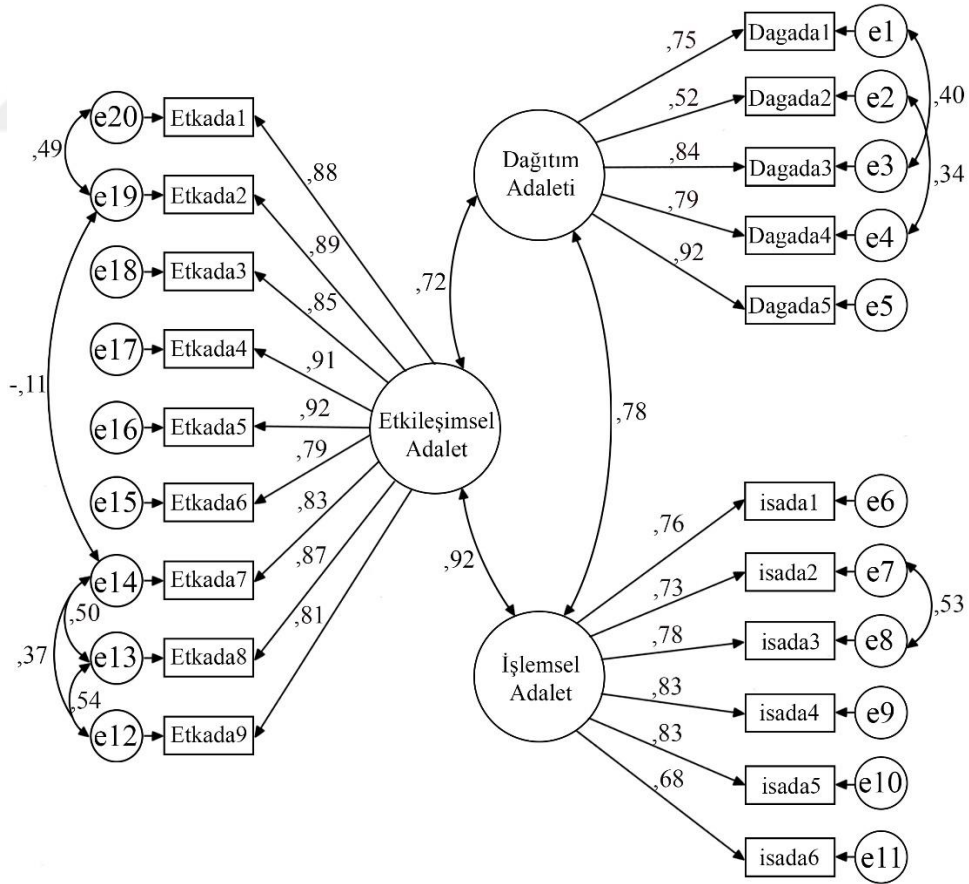 e20
Etkada1
,49
e19
Etkada2
e18
Etkada3
e17
Etkada4
-,11
e16
Etkada5
e15
Etkada6
e14
Etkada7
,50
,37
e13
Etkada8
,54
e12
Etkada9
,88
,89
,85
,91
,92
,79
,83
,87
,81
Etkileşimsel
Adalet
,72
,92
,78
Dağıtım
Adaleti
,75
,52
,84
,79
,92
Dagada1
e1
Dagada2
e2
Dagada3
e3
Dagada4
e4
Dagada5
e5
,40
,34
İşlemsel
Adalet
,76
,73
,78
,83
,83
,68
isada1
e6
isada2
e7
isada3
e8
isada4
e9
isada5
e10
isada6
e11
,53